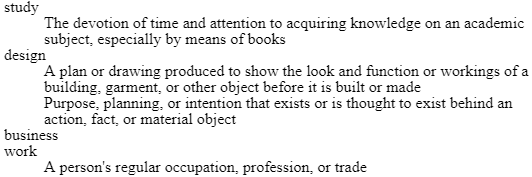 study
The devotion of time and attention to acquiring knowledge on an academic
subject, especially by means of books
design
A plan or drawing produced to show the look and function or workings of a
building, garment, or other object before it is built or made
Purpose, planning, or intention that exists or is thought to exist behind an
action, fact, or material object
business
work
A person's regular occupation, profession, or trade